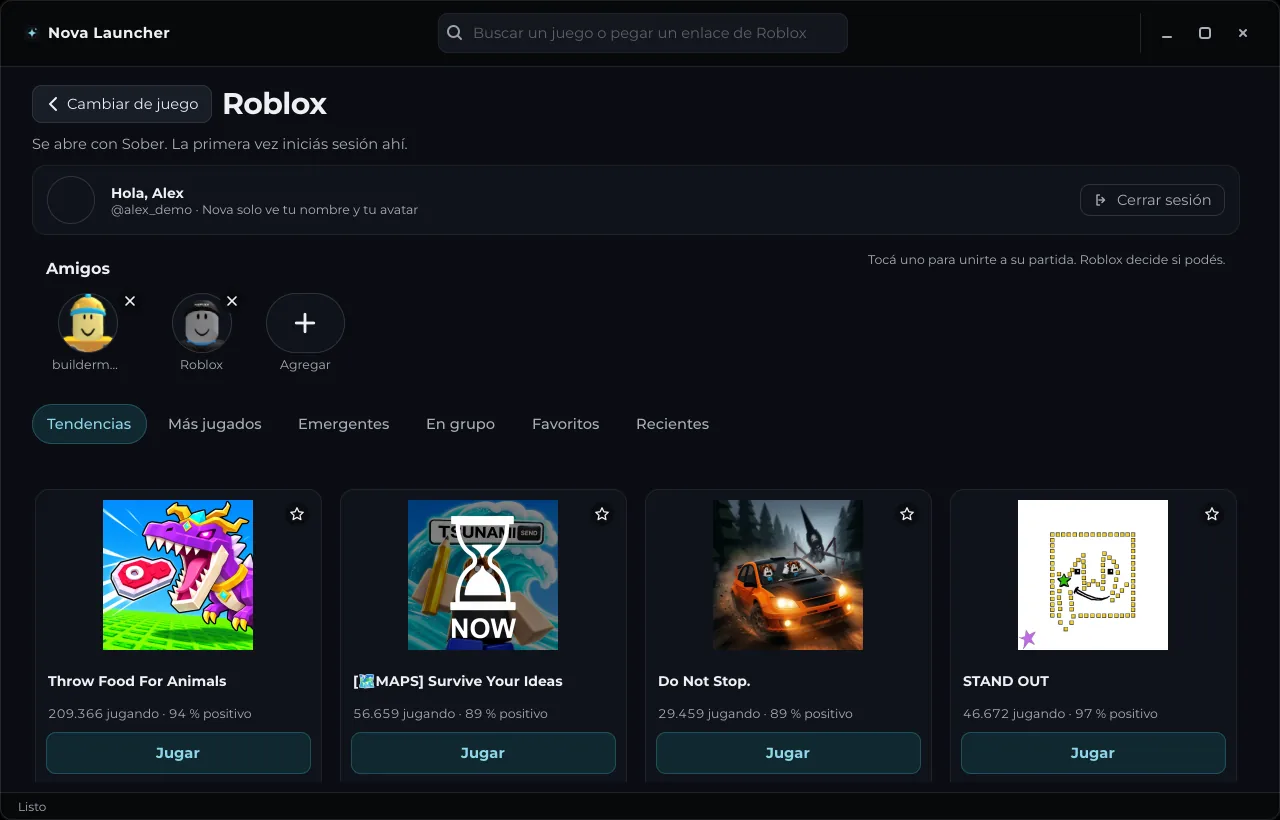 Nova Launcher
Buscar un juego o pegar un enlace de Roblox
Cambiar de juego
Roblox
Se abre con Sober. La primera vez iniciás sesión ahí.
Hola, Alex
@alex_demo · Nova solo ve tu nombre y tu avatar
Cerrar sesión
Amigos
Tocá uno para unirte a su partida. Roblox decide si podés.
builderm...
Roblox
Agregar
Tendencias
Más jugados
Emergentes
En grupo
Favoritos
Recientes
TSUNAMI
SEND
NOW
Throw Food For Animals
[🗺️MAPS] Survive Your Ideas
Do Not Stop.
STAND OUT
209.366 jugando · 94 % positivo
56.659 jugando · 89 % positivo
29.459 jugando · 89 % positivo
46.672 jugando · 97 % positivo
Jugar
Jugar
Jugar
Jugar
Listo